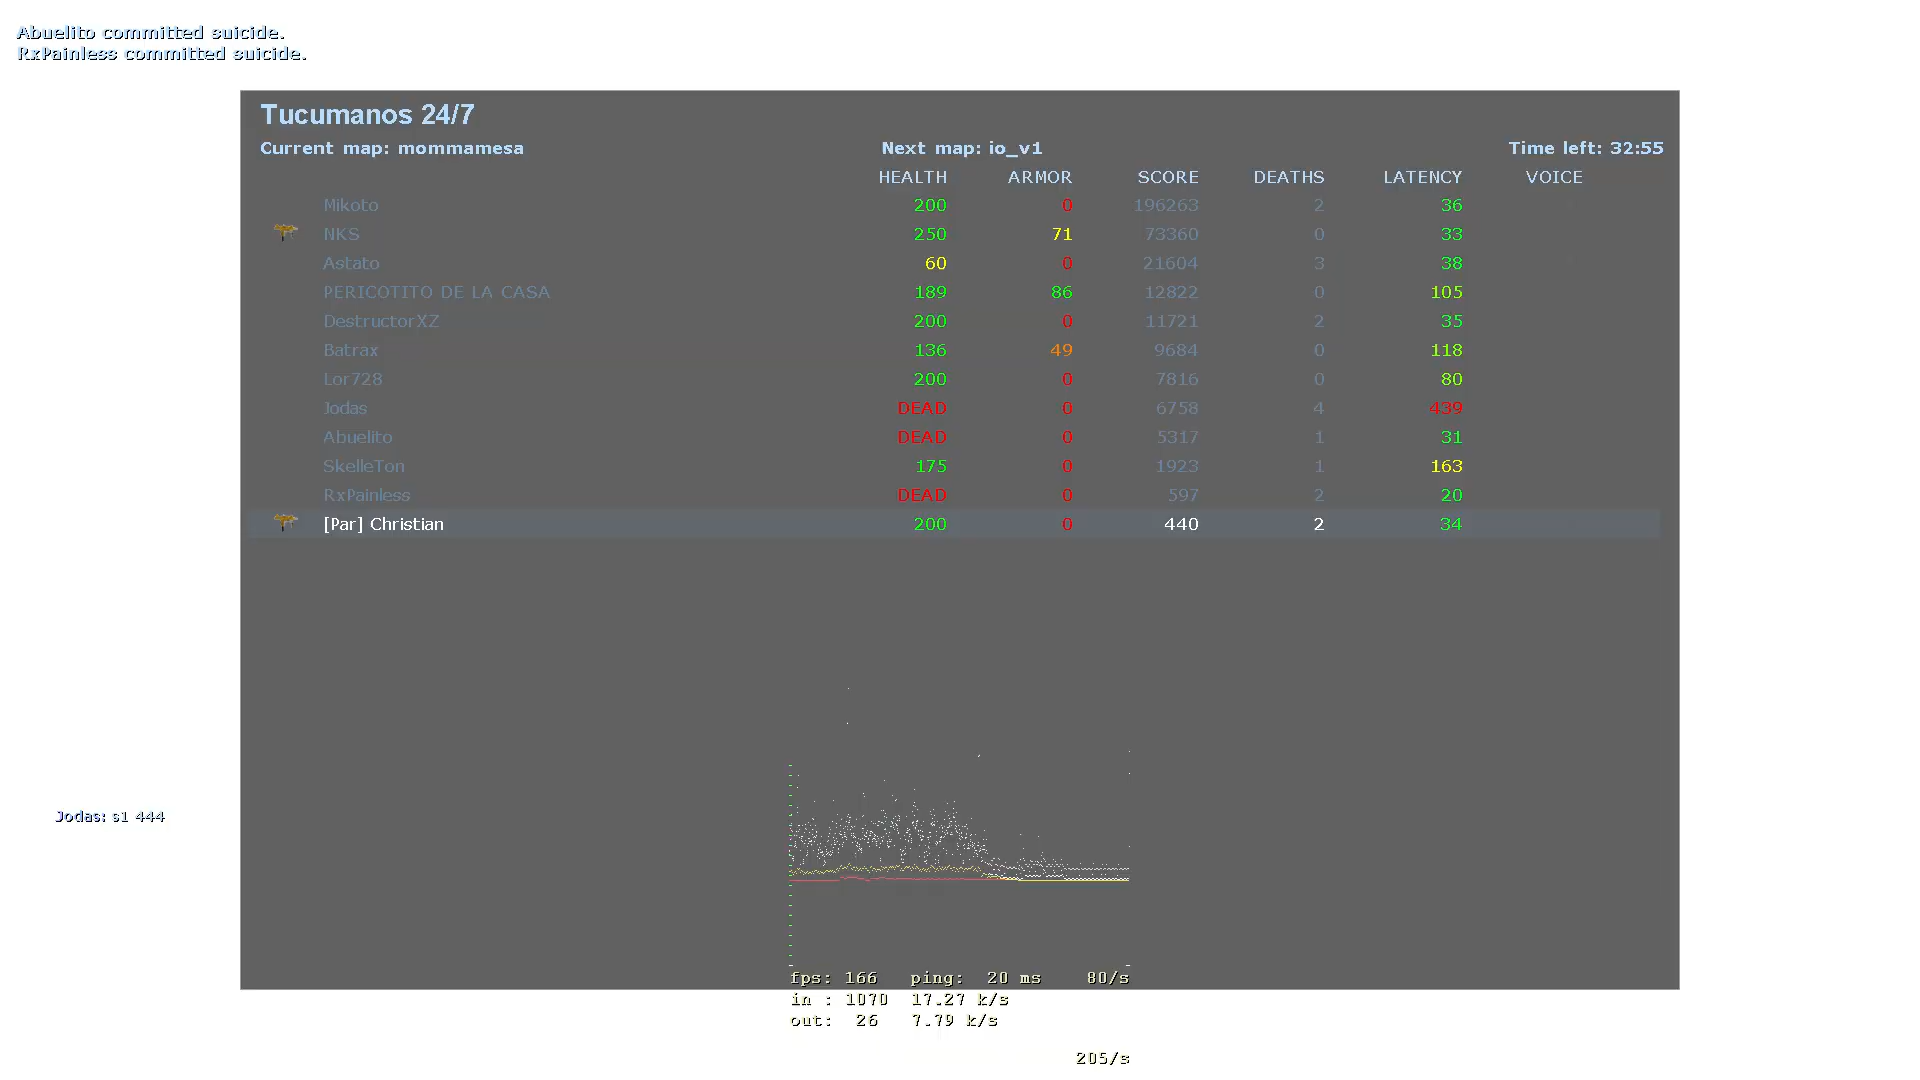 Abuelito committed suicide.
RxPainless committed suicide.
Tucumanos 24/7
Current map: mommamesa Next map: io_v1 Time left: 32:55
HEALTH ARMOR SCORE DEATHS LATENCY VOICE
Mikoto 200 0 196263 2 36
NKS 250 71 73360 0 33
Astato 60 0 21604 3 38
PERICOTITO DE LA CASA 189 86 12822 0 105
DestructorXZ 200 0 11721 2 35
Batrax 136 49 9684 0 118
Lor728 200 0 7816 0 80
Jodas DEAD 0 6758 4 439
Abuelito DEAD 0 5317 1 31
SkelleTon 175 0 1923 1 163
RxPainless DEAD 0 597 2 20
[Par] Christian 200 0 440 2 34
Jodas: s1 444
fps: 166 ping: 20 ms 80/s
in : 1070 17.27 k/s
out: 26 7.79 k/s
205/s